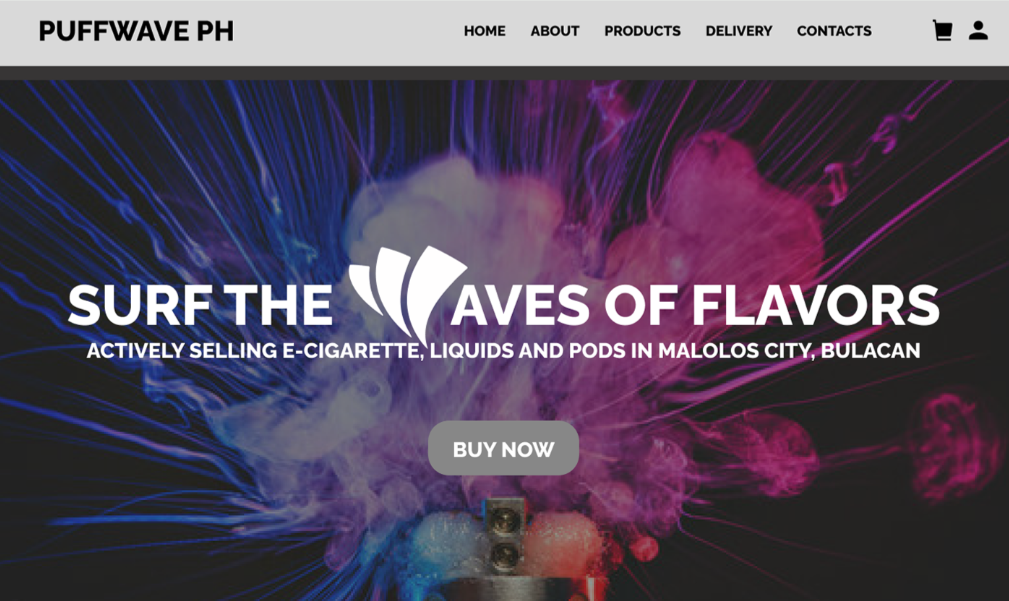 PUFFWAVE PH
HOME ABOUT PRODUCTS DELIVERY CONTACTS
SURF THE WAVES OF FLAVORS
ACTIVELY SELLING E-CIGARETTE, LIQUIDS AND PODS IN MALOLOS CITY, BULACAN
BUY NOW